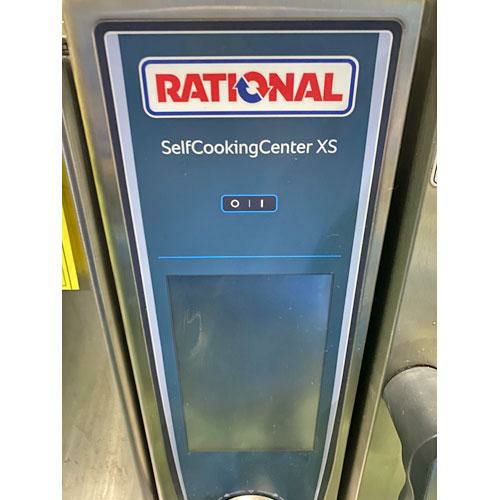 RATIONAL
SelfCookingCenter XS
O | I